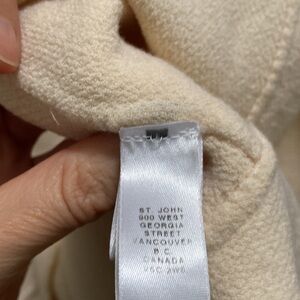 ST. JOHN
900 WEST
GEORGIA
STREET
VANCOUVER
B.C.
CANADA
V6C 2W6